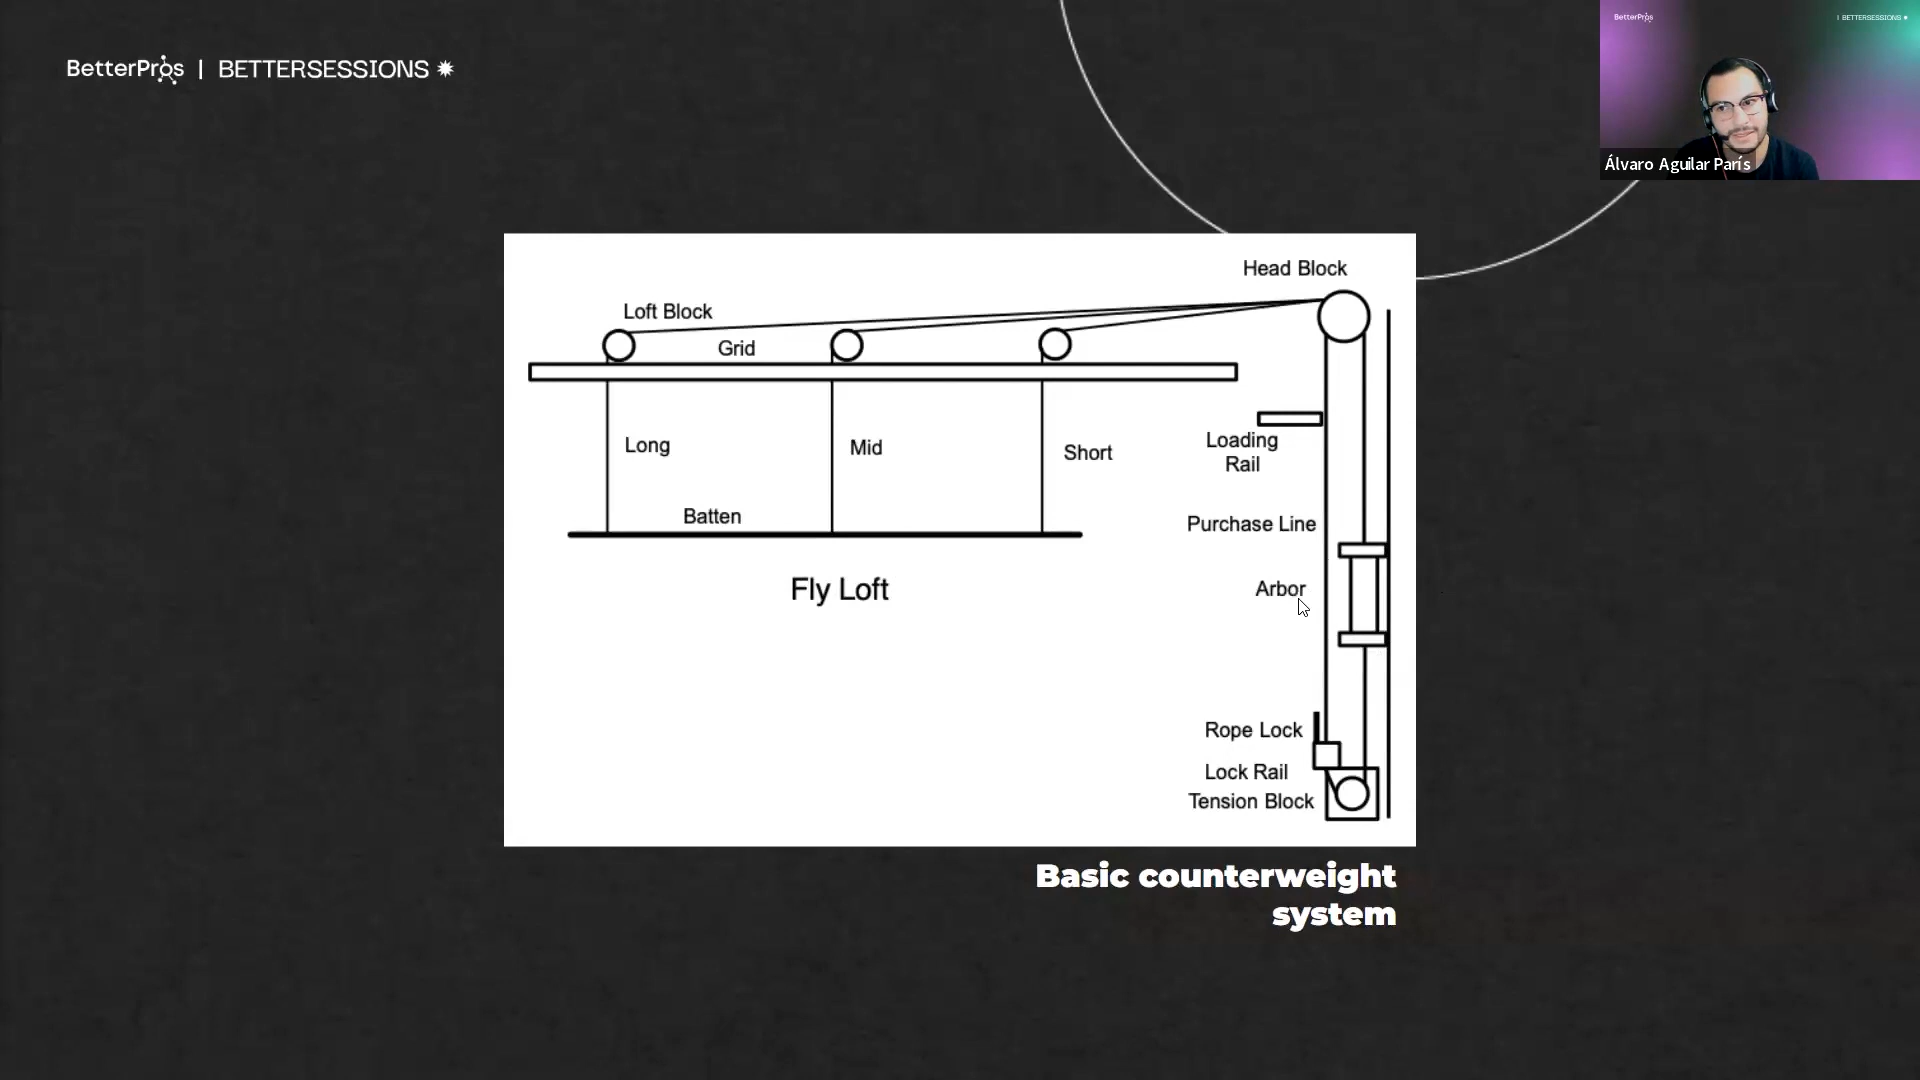 BetterPros | BETTERSESSIONS
BetterPros | BETTERSESSIONS
Álvaro Aguilar París
Head Block
Loft Block
Grid
Long
Mid
Short
Loading
Rail
Batten
Purchase Line
Fly Loft
Arbor
Rope Lock
Lock Rail
Tension Block
Basic counterweight
system